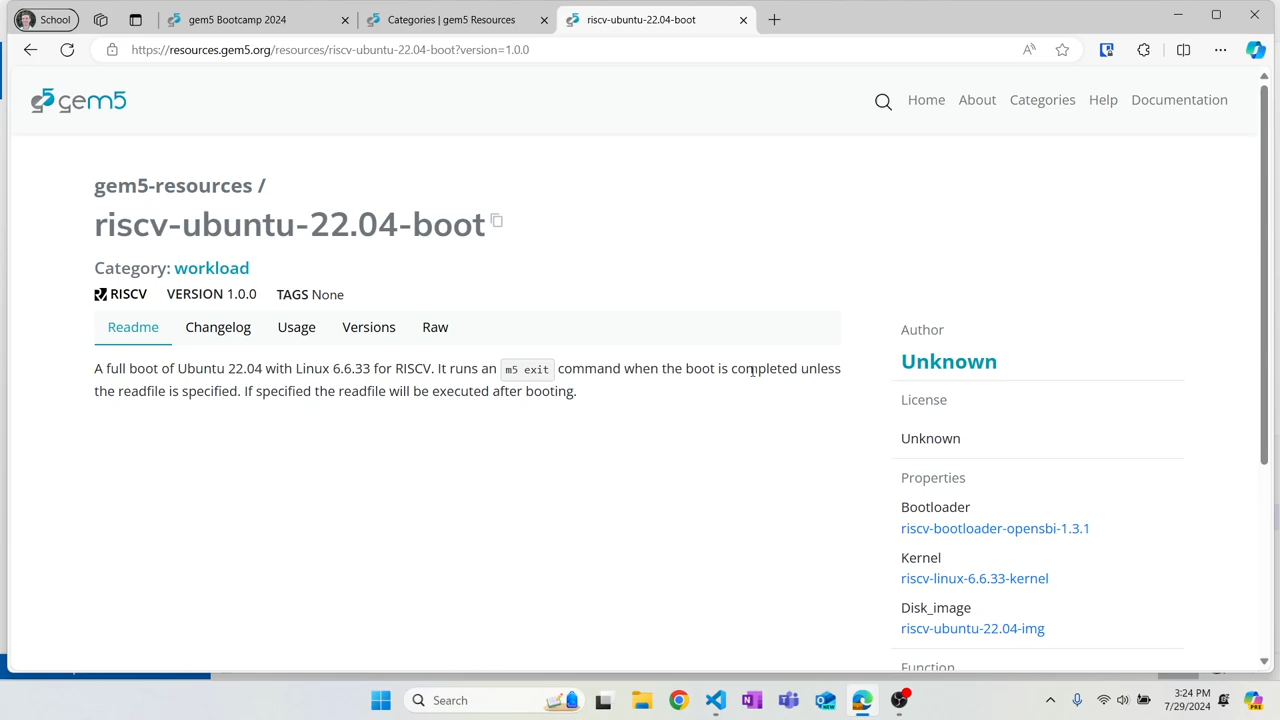 School
gem5 Bootcamp 2024
Categories | gem5 Resources
riscv-ubuntu-22.04-boot
https://resources.gem5.org/resources/riscv-ubuntu-22.04-boot?version=1.0.0
gem5
Home
About
Categories
Help
Documentation
gem5-resources /
riscv-ubuntu-22.04-boot
Category: workload
RISCV VERSION 1.0.0 TAGS None
Readme Changelog Usage Versions Raw
A full boot of Ubuntu 22.04 with Linux 6.6.33 for RISCV. It runs an m5 exit command when the boot is completed unless
the readfile is specified. If specified the readfile will be executed after booting.
Author
Unknown
License
Unknown
Properties
Bootloader
riscv-bootloader-opensbi-1.3.1
Kernel
riscv-linux-6.6.33-kernel
Disk_image
riscv-ubuntu-22.04-img
Function
Search
3:24 PM
7/29/2024